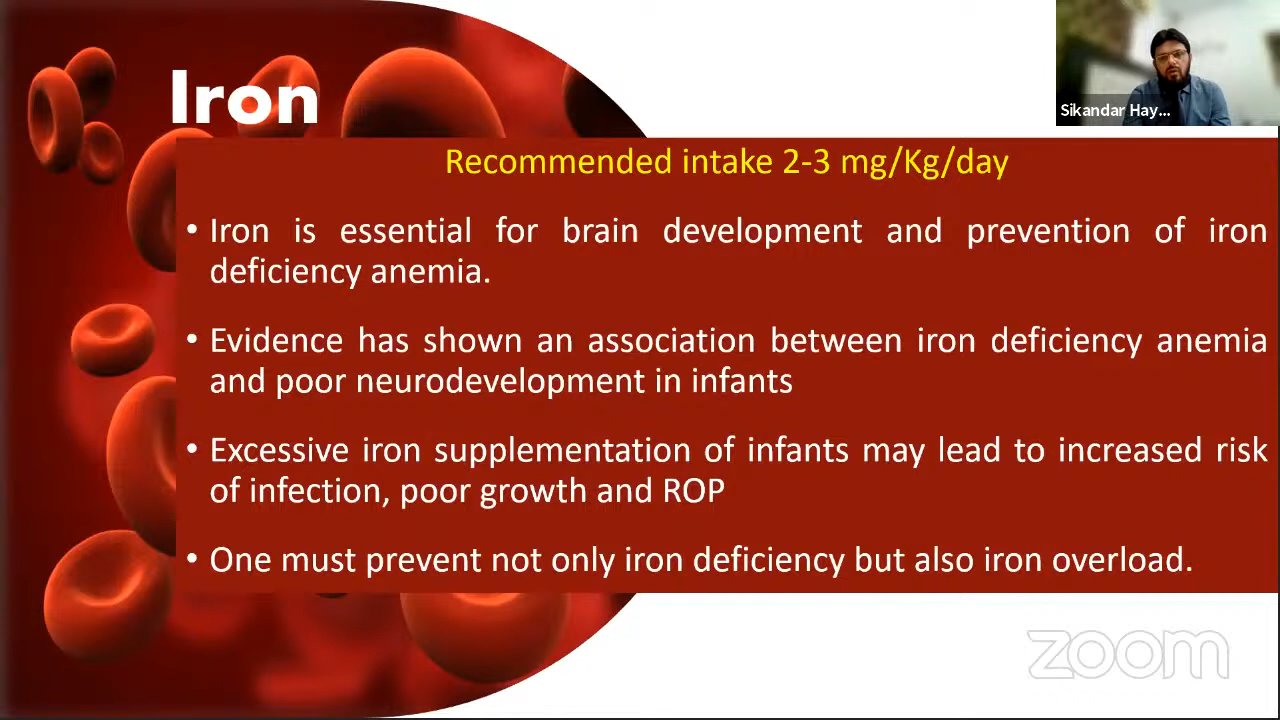 Iron
Sikandar Hay...
Recommended intake 2-3 mg/Kg/day
• Iron is essential for brain development and prevention of iron
deficiency anemia.
• Evidence has shown an association between iron deficiency anemia
and poor neurodevelopment in infants
• Excessive iron supplementation of infants may lead to increased risk
of infection, poor growth and ROP
• One must prevent not only iron deficiency but also iron overload.
zoom